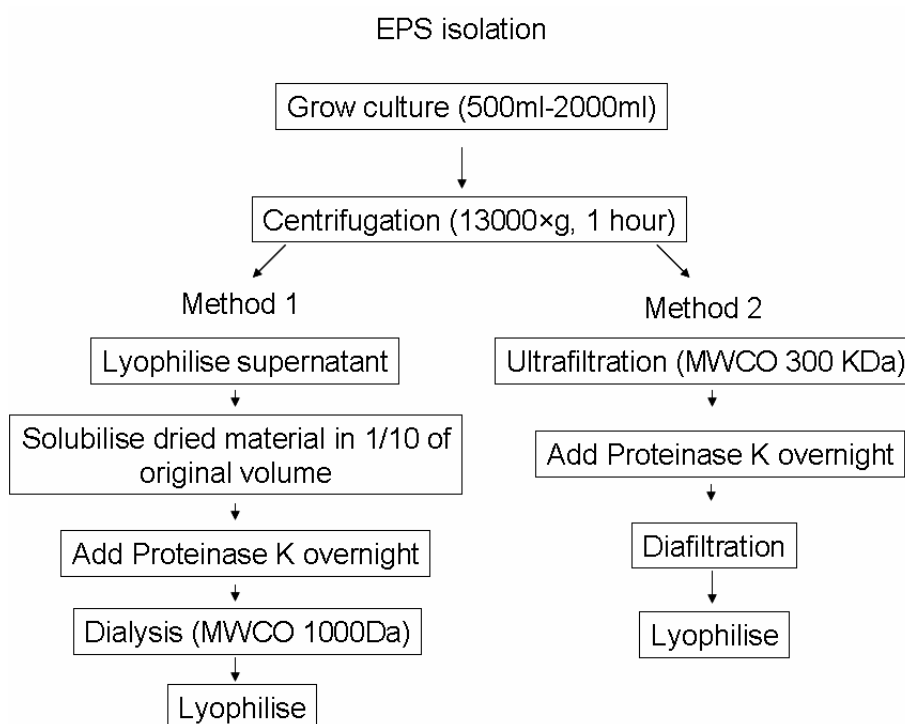 EPS isolation
Grow culture (500ml-2000ml)
Centrifugation (13000×g, 1 hour)
Method 1
Lyophilise supernatant
Solubilise dried material in 1/10 of
original volume
Add Proteinase K overnight
Dialysis (MWCO 1000Da)
Lyophilise
Method 2
Ultrafiltration (MWCO 300 KDa)
Add Proteinase K overnight
Diafiltration
Lyophilise